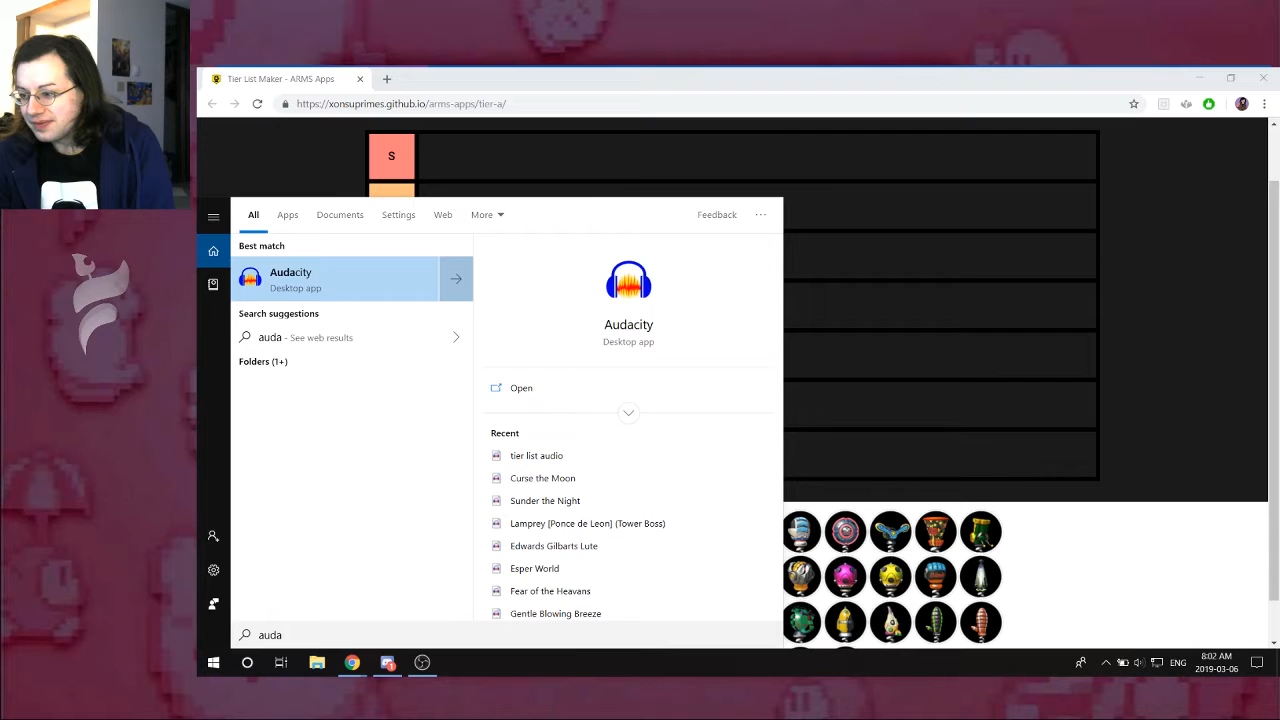 Tier List Maker - ARMS Apps
https://xonsuprimes.github.io/arms-apps/tier-a/
S
All Apps Documents Settings Web More Feedback
Best match
Audacity
Desktop app
Search suggestions
auda - See web results
Folders (1+)
Audacity
Desktop app
Open
Recent
tier list audio
Curse the Moon
Sunder the Night
Lamprey [Ponce de Leon] (Tower Boss)
Edwards Gilbarts Lute
Esper World
Fear of the Heavans
Gentle Blowing Breeze
auda
ENG
8:02 AM
2019-03-06